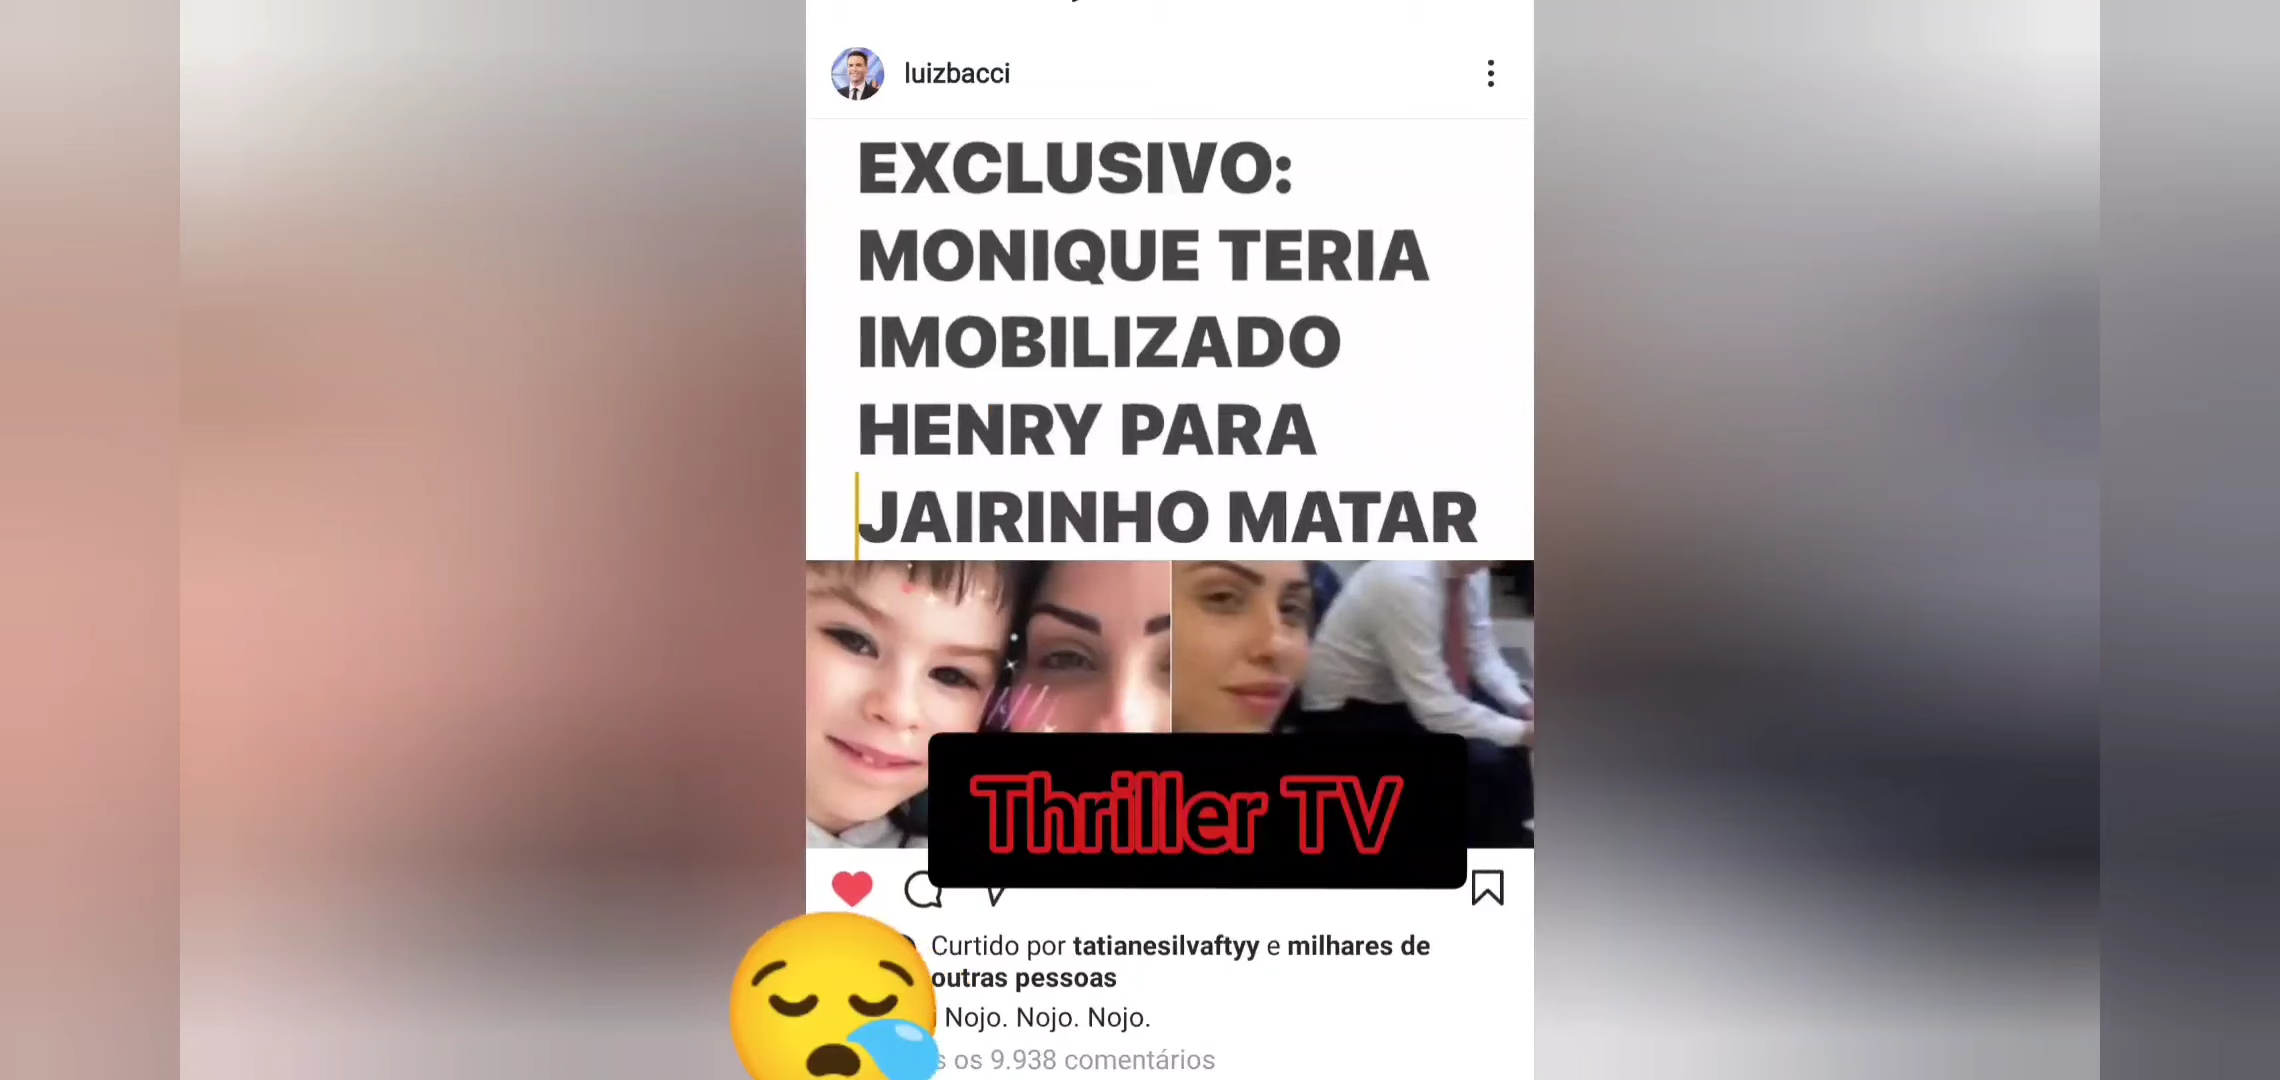 luizbacci
EXCLUSIVO:
MONIQUE TERIA
IMOBILIZADO
HENRY PARA
JAIRINHO MATAR
Thriller TV
Curtido por tatianesilvaftyy e milhares de
outras pessoas
Nojo. Nojo. Nojo.
os 9.938 comentários